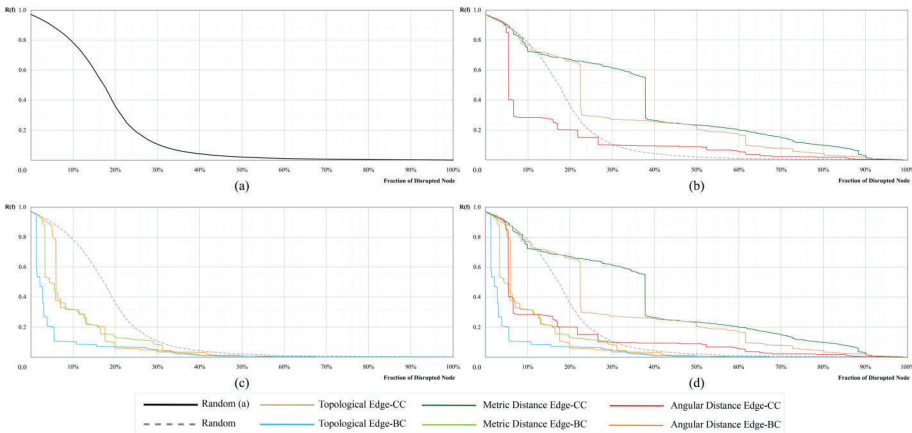 R(f) 1.0
0.8
0.6
0.4
0.2
0.0 10% 20% 30% 40% 50% 60% 70% 80% 90% 100%
Fraction of Disrupted Node
(a)
R(f) 1.0
0.8
0.6
0.4
0.2
0.0 10% 20% 30% 40% 50% 60% 70% 80% 90% 100%
Fraction of Disrupted Node
(b)
R(f) 1.0
0.8
0.6
0.4
0.2
0.0 10% 20% 30% 40% 50% 60% 70% 80% 90% 100%
Fraction of Disrupted Node
(c)
R(f) 1.0
0.8
0.6
0.4
0.2
0.0 10% 20% 30% 40% 50% 60% 70% 80% 90% 100%
Fraction of Disrupted Node
(d)
Random (a) Topological Edge-CC Metric Distance Edge-CC Angular Distance Edge-CC
Random Topological Edge-BC Metric Distance Edge-BC Angular Distance Edge-BC